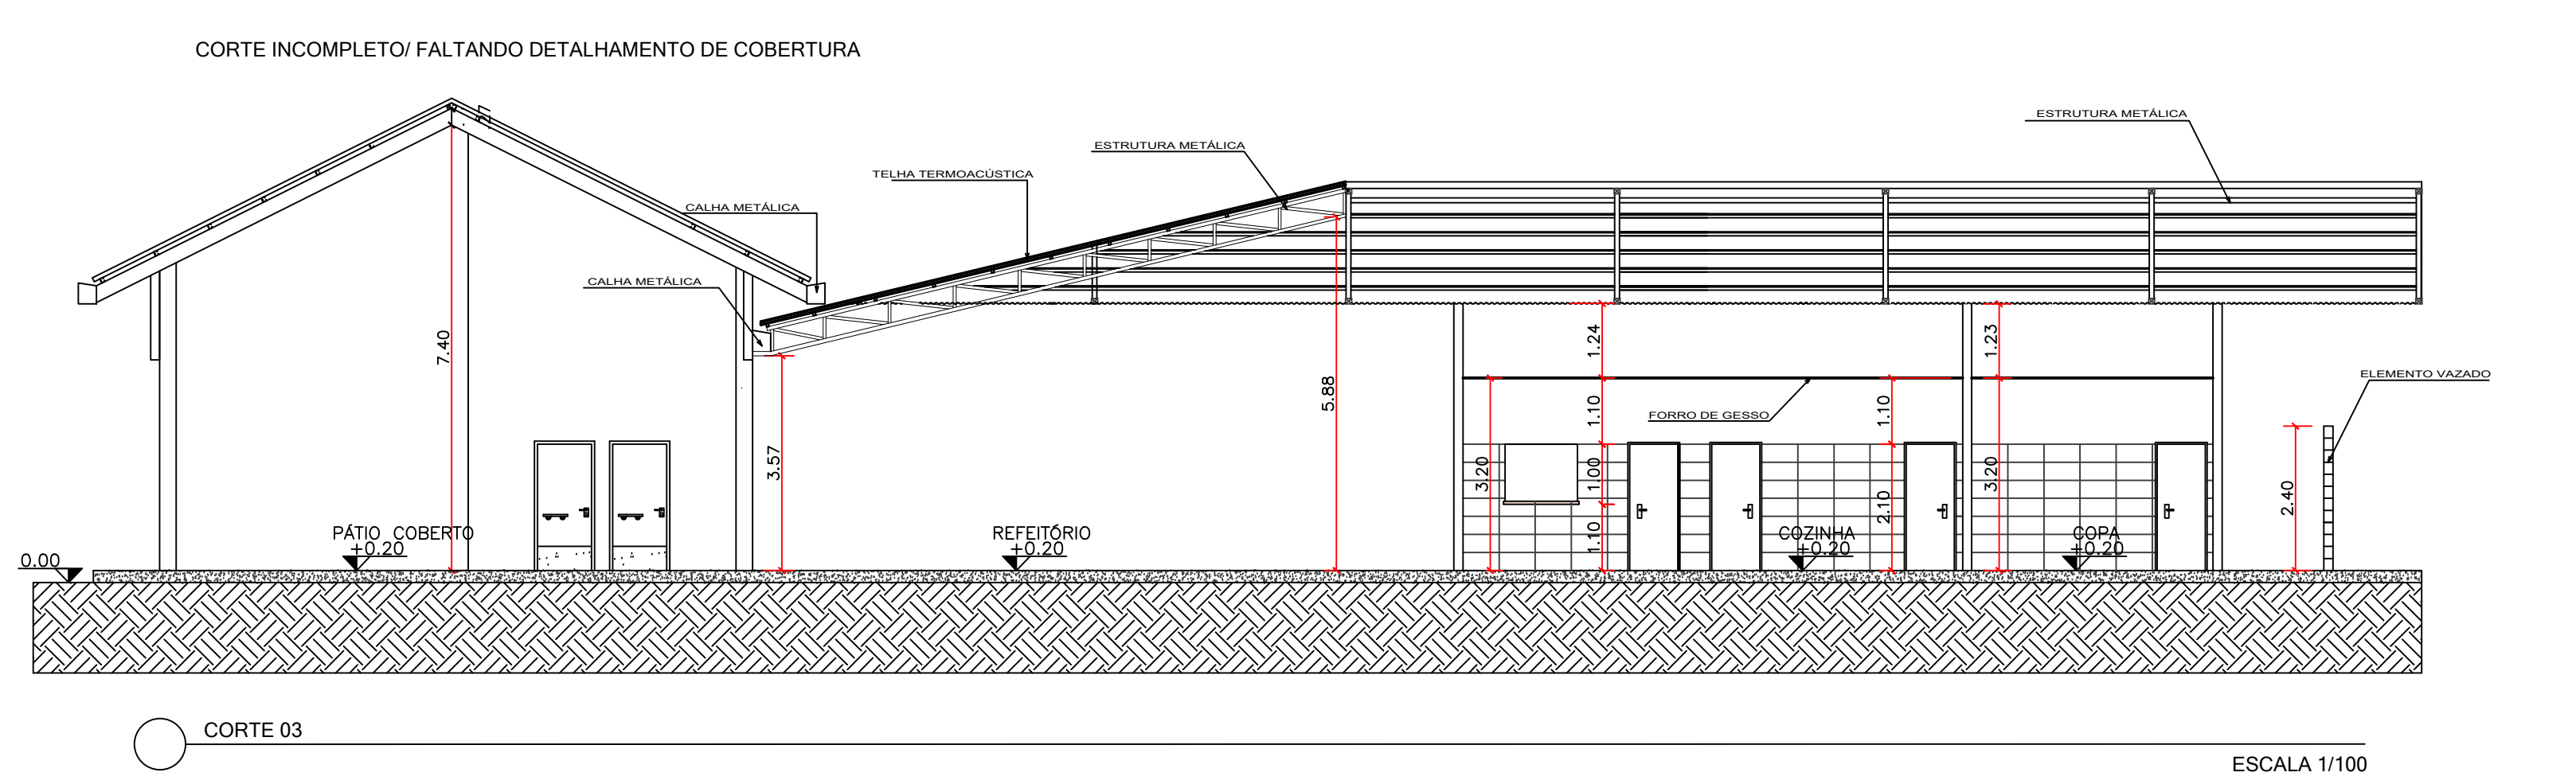 CORTE INCOMPLETO/ FALTANDO DETALHAMENTO DE COBERTURA
ESTRUTURA METÁLICA
ESTRUTURA METÁLICA
TELHA TERMOACÚSTICA
CALHA METÁLICA
CALHA METÁLICA
7.40
3.57
5.88
1.24
1.23
ELEMENTO VAZADO
FORRO DE GESSO
1.10
1.10
3.20
1.00
2.10
3.20
2.40
1.10
PÁTIO COBERTO
+0.20
REFEITÓRIO
+0.20
COZINHA
+0.20
COPA
+0.20
0.00
CORTE 03
ESCALA 1/100